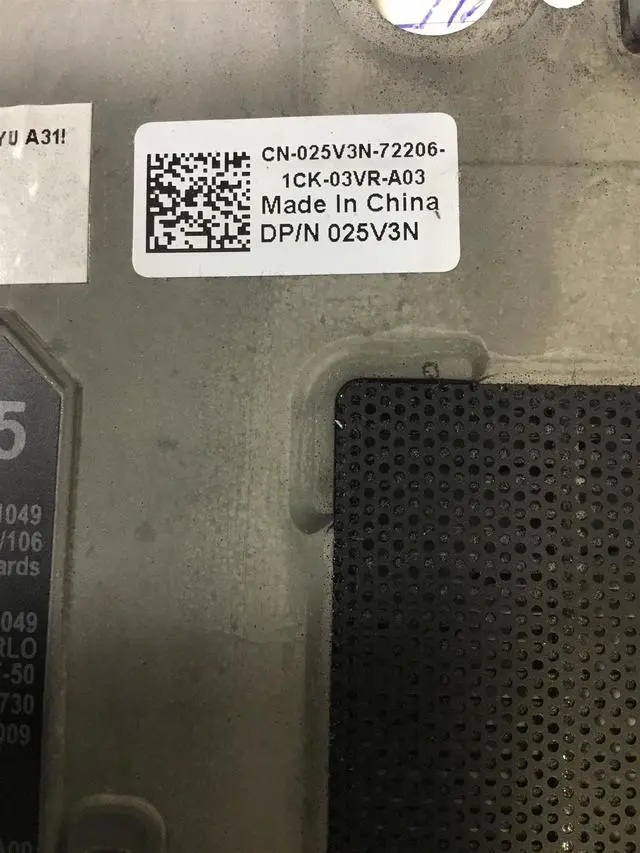 YU A31!
CN-025V3N-72206-
1CK-03VR-A03
Made In China
DP/N 025V3N
5
1049
/106
ards
049
RLO
-50
730
009
A00